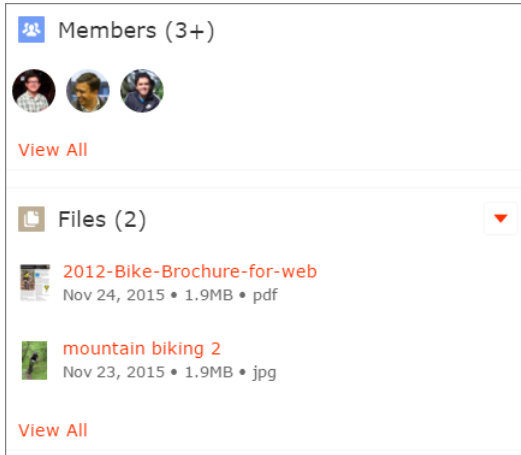 Members (3+)
View All
Files (2)
2012-Bike-Brochure-for-web
Nov 24, 2015 • 1.9MB • pdf
mountain biking 2
Nov 23, 2015 • 1.9MB • jpg
View All